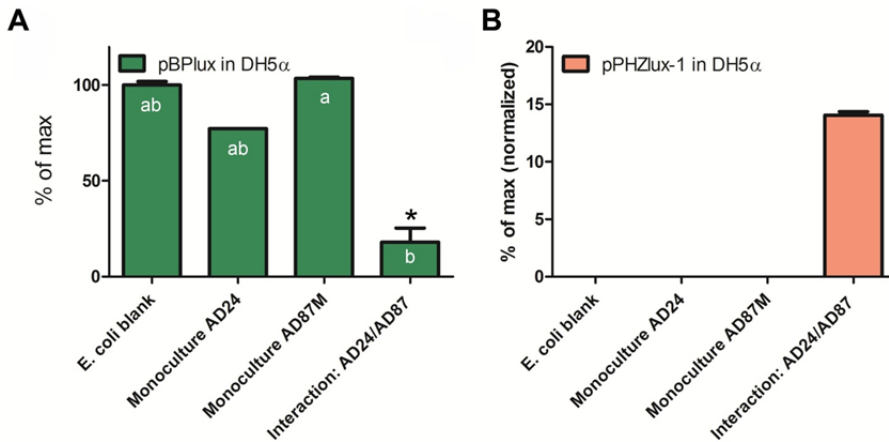 A
pBPlux in DH5α
% of max
100
50
0
ab
ab
a
*
b
E. coli blank
Monoculture AD24
Monoculture AD87M
Interaction: AD24/AD87
B
pPHZlux-1 in DH5α
% of max (normalized)
20
15
10
5
0
E. coli blank
Monoculture AD24
Monoculture AD87M
Interaction: AD24/AD87